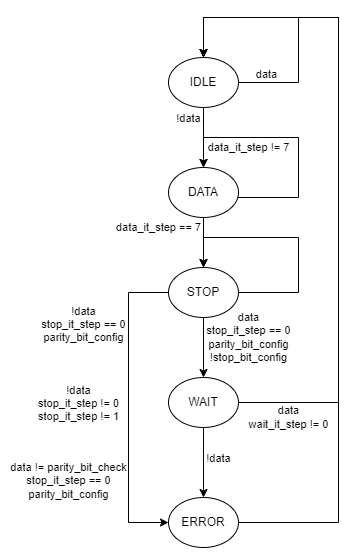 IDLE
data
!data
data_it_step != 7
DATA
data_it_step == 7
STOP
!data
stop_it_step == 0
parity_bit_config
data
stop_it_step == 0
parity_bit_config
!stop_bit_config
!data
stop_it_step != 0
stop_it_step != 1
WAIT
data
wait_it_step != 0
!data
data != parity_bit_check
stop_it_step == 0
parity_bit_config
ERROR